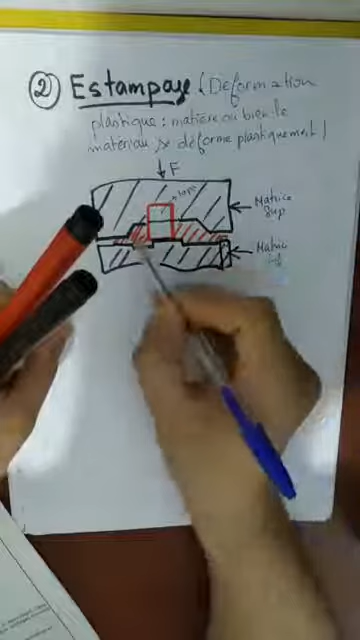 ② Estampage (Déformation
plastique : matière ou bien le
matériau se déforme plastiquement)
F
Matrice
sup
Matrice
inf